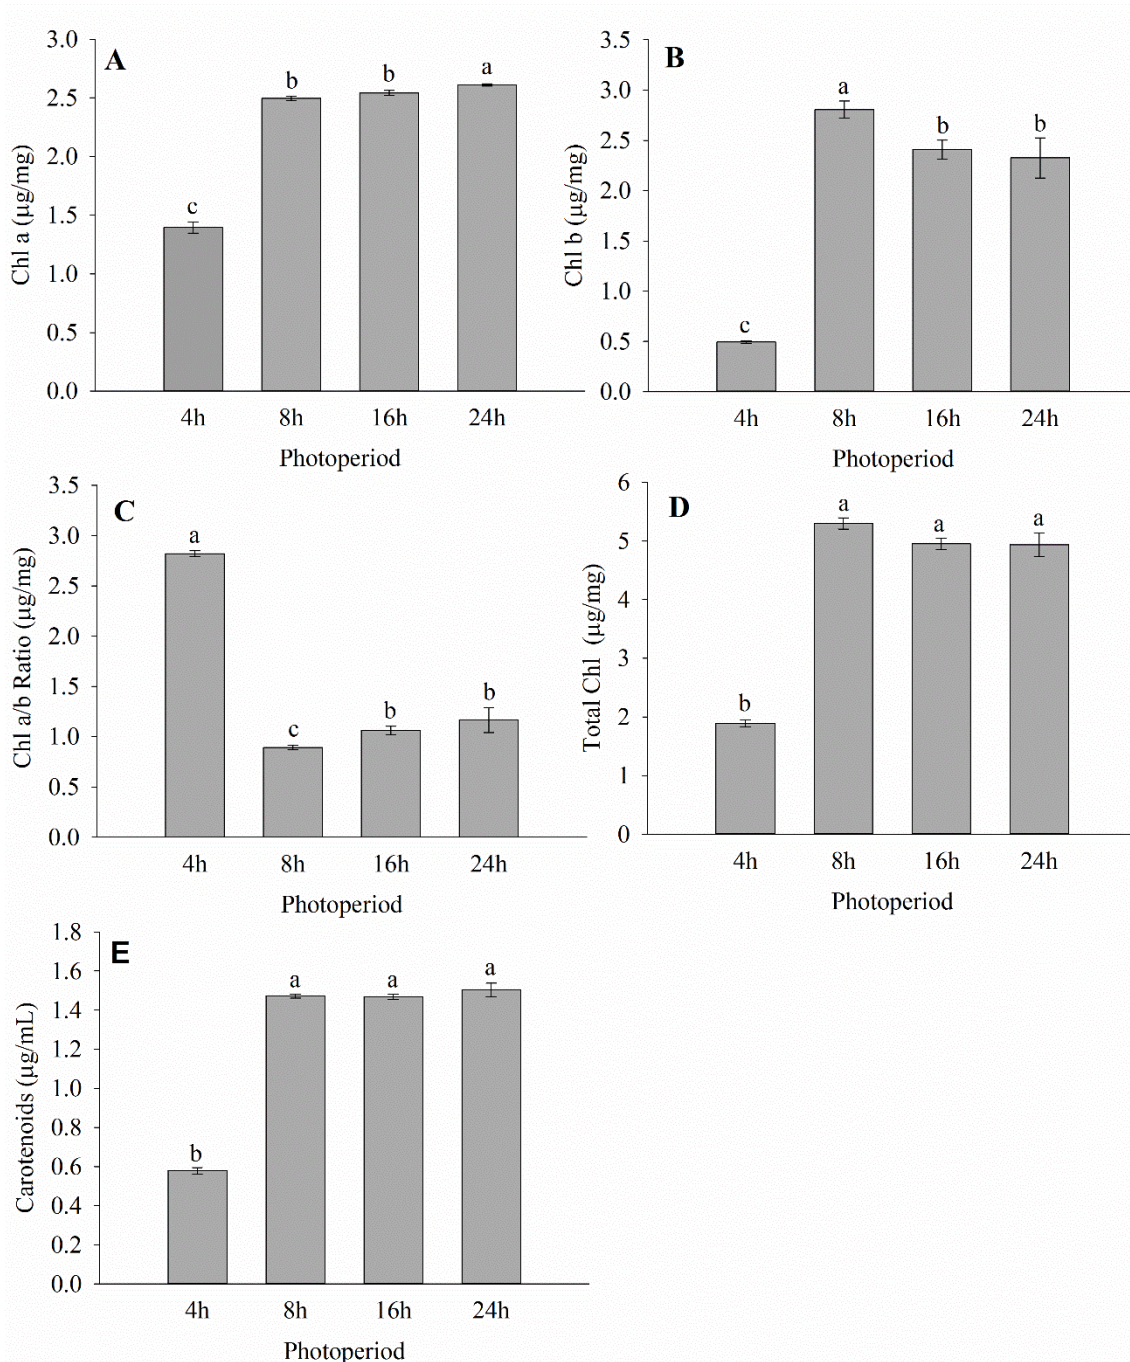 A
3.0
2.5
2.0
1.5
1.0
0.5
0.0
Chl a (µg/mg)
c
b
b
a
4h 8h 16h 24h
Photoperiod
B
3.5
3.0
2.5
2.0
1.5
1.0
0.5
0.0
Chl b (µg/mg)
c
a
b
b
4h 8h 16h 24h
Photoperiod
C
3.5
3.0
2.5
2.0
1.5
1.0
0.5
0.0
Chl a/b Ratio (µg/mg)
a
c
b
b
4h 8h 16h 24h
Photoperiod
D
6
5
4
3
2
1
0
Total Chl (µg/mg)
b
a
a
a
4h 8h 16h 24h
Photoperiod
E
1.8
1.6
1.4
1.2
1.0
0.8
0.6
0.4
0.2
0.0
Carotenoids (µg/mL)
b
a
a
a
4h 8h 16h 24h
Photoperiod